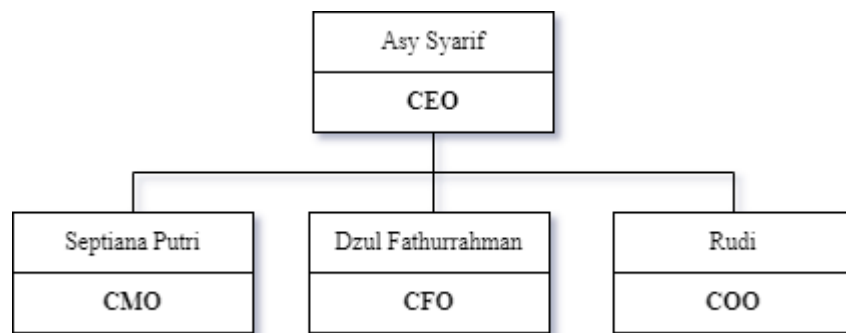 Asy Syarif
CEO
Septiana Putri
CMO
Dzul Fathurrahman
CFO
Rudi
COO